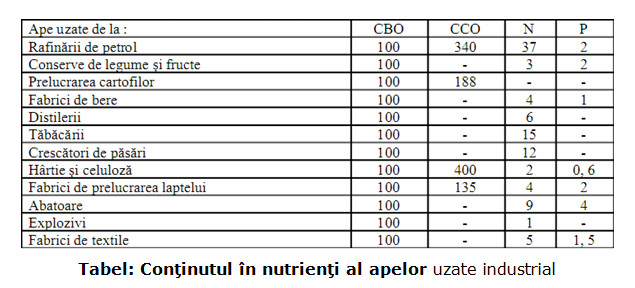 Ape uzate de la : CBO CCO N P
Rafinării de petrol 100 340 37 2
Conserve de legume şi fructe 100 - 3 2
Prelucrarea cartofilor 100 188 - -
Fabrici de bere 100 - 4 1
Distilerii 100 - 6 -
Tăbăcării 100 - 15 -
Crescători de păsări 100 - 12 -
Hârtie şi celuloză 100 400 2 0, 6
Fabrici de prelucrarea laptelui 100 135 4 2
Abatoare 100 - 9 4
Explozivi 100 - 1 -
Fabrici de textile 100 - 5 1, 5
Tabel: Conţinutul în nutrienţi al apelor uzate industrial